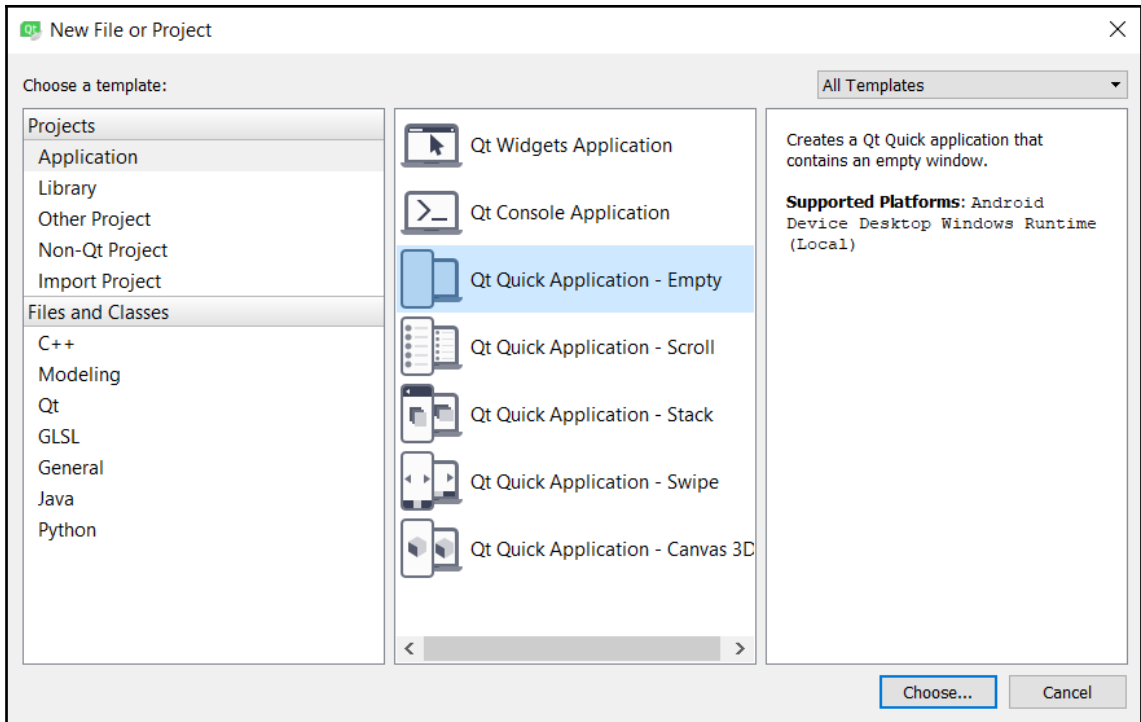 Qt New File or Project
Choose a template:
All Templates
Projects
Application
Library
Other Project
Non-Qt Project
Import Project
Files and Classes
C++
Modeling
Qt
GLSL
General
Java
Python
Qt Widgets Application
Qt Console Application
Qt Quick Application - Empty
Qt Quick Application - Scroll
Qt Quick Application - Stack
Qt Quick Application - Swipe
Qt Quick Application - Canvas 3D
Creates a Qt Quick application that
contains an empty window.
Supported Platforms: Android
Device Desktop Windows Runtime
(Local)
Choose...
Cancel